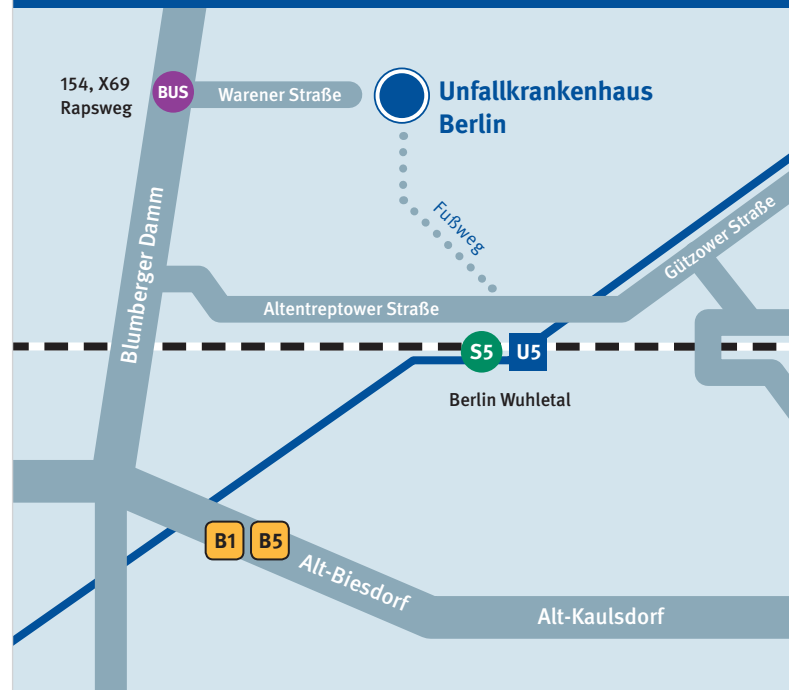 154, X69
Rapsweg
BUS
Warener Straße
Unfallkrankenhaus
Berlin
Fußweg
Gützower Straße
Blumberger Damm
Altentreptower Straße
S5
U5
Berlin Wuhletal
B1
B5
Alt-Biesdorf
Alt-Kaulsdorf